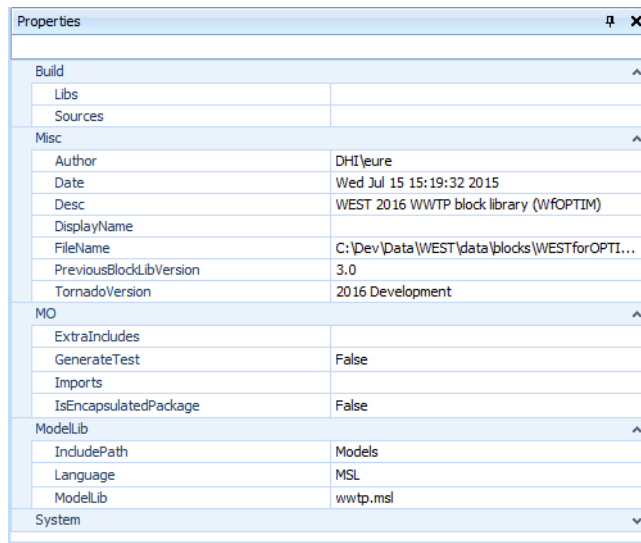 Properties
Build
Libs
Sources
Misc
Author DHI\eure
Date Wed Jul 15 15:19:32 2015
Desc WEST 2016 WWTP block library (WfOPTIM)
DisplayName
FileName C:\Dev\Data\WEST\data\blocks\WESTforOPTI...
PreviousBlockLibVersion 3.0
TornadoVersion 2016 Development
MO
ExtraIncludes
GenerateTest False
Imports
IsEncapsulatedPackage False
ModelLib
IncludePath Models
Language MSL
ModelLib wwtp.msl
System